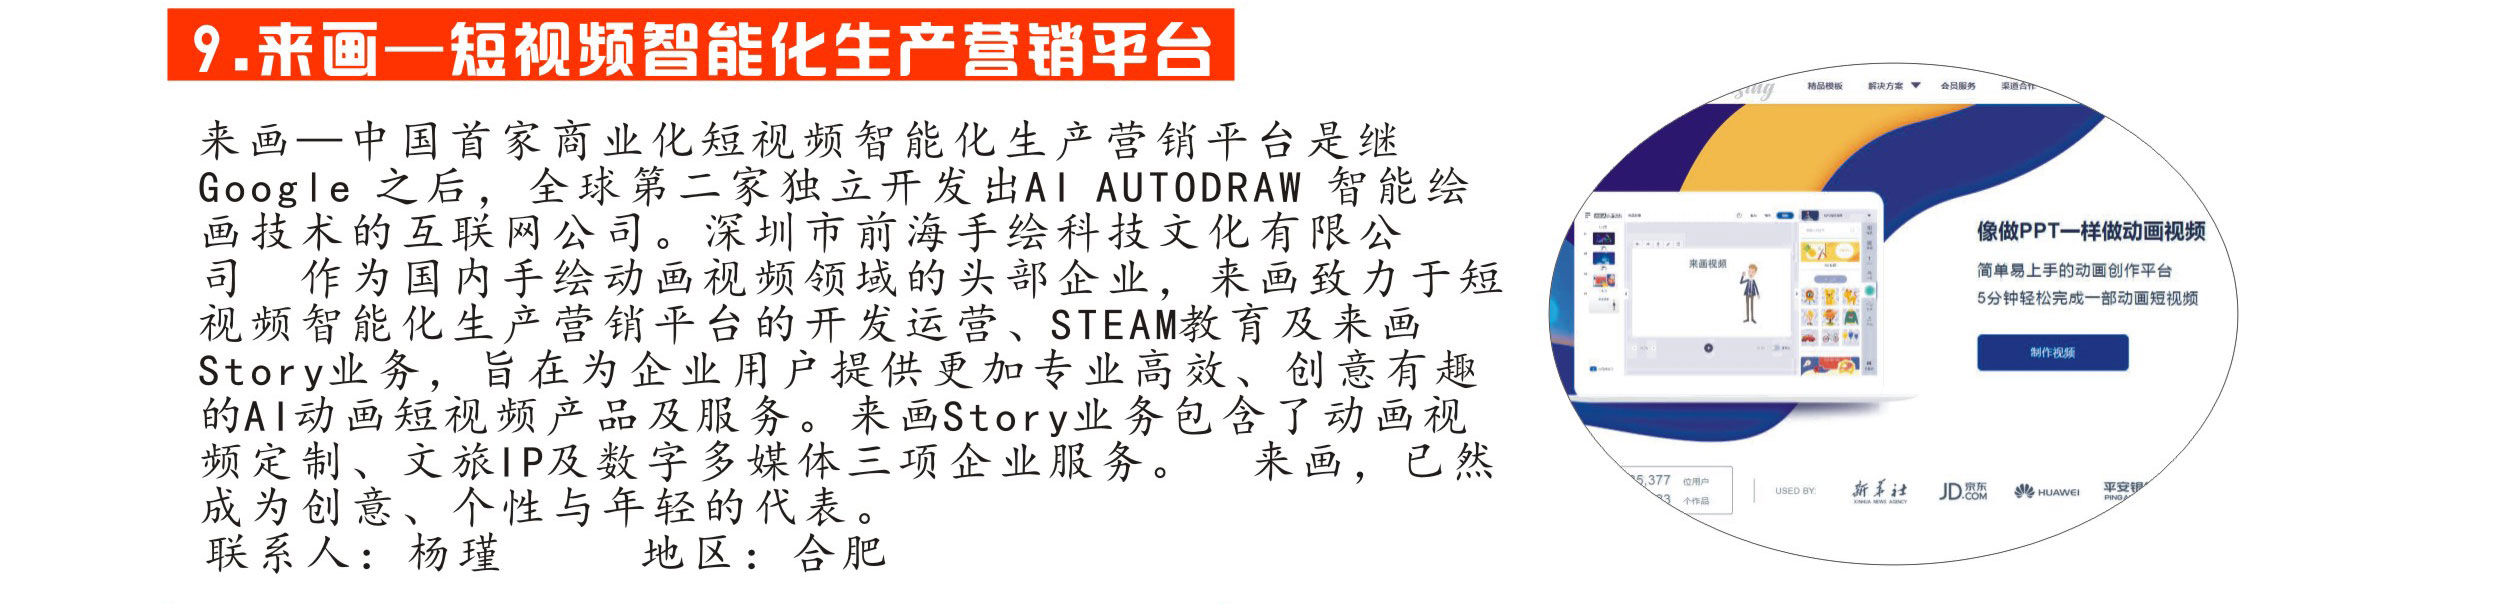 9.来画—短视频智能化生产营销平台
来画—中国首家商业化短视频智能化生产营销平台是继
Google 之后，全球第二家独立开发出AI AUTODRAW 智能绘
画技术的互联网公司。深圳市前海手绘科技文化有限公
司 作为国内手绘动画视频领域的头部企业，来画致力于短
视频智能化生产营销平台的开发运营、STEAM教育及来画
Story业务，旨在为企业用户提供更加专业高效、创意有趣
的AI动画短视频产品及服务。来画Story业务包含了动画视
频定制、文旅IP及数字多媒体三项企业服务。 来画，已然
成为创意、个性与年轻的代表。
联系人：杨瑾 地区：合肥
精品模板 解决方案 会员服务 渠道合作
来画视频
像做PPT一样做动画视频
简单易上手的动画创作平台
5分钟轻松完成一部动画短视频
制作视频
5,377 位用户
个作品
USED BY:
新华社
XINHUA NEWS AGENCY
JD京东
.COM
HUAWEI
平安银
PING